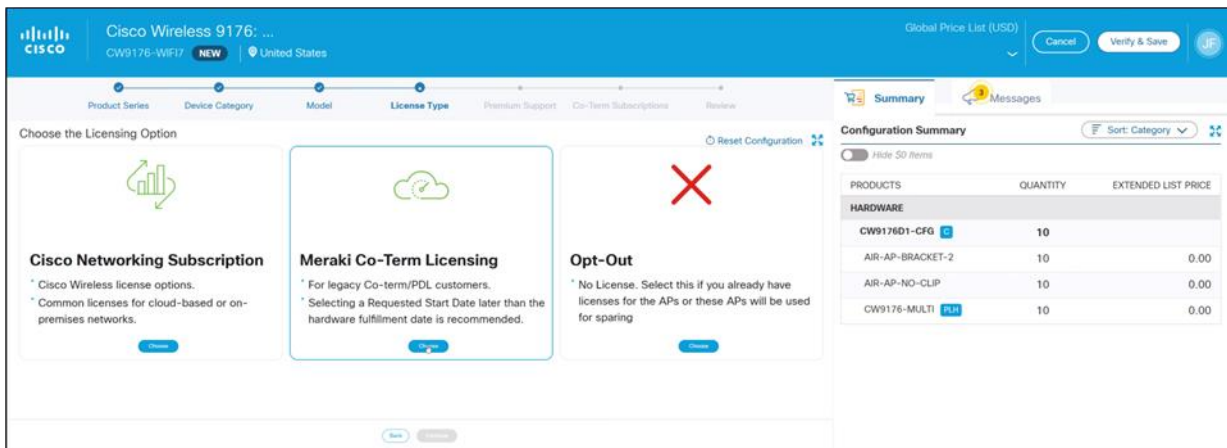 CISCO
Cisco Wireless 9176: ...
CW9176-WIFI7 NEW United States
Global Price List (USD)
Cancel
Verify & Save
JF
Product Series
Device Category
Model
License Type
Premium Support
Co-Term Subscriptions
Review
Choose the Licensing Option
Reset Configuration
Cisco Networking Subscription
Cisco Wireless license options.
Common licenses for cloud-based or on-
premises networks.
Choose
Meraki Co-Term Licensing
For legacy Co-term/PDL customers.
Selecting a Requested Start Date later than the
hardware fulfillment date is recommended.
Choose
Opt-Out
No License. Select this if you already have
licenses for the APs or these APs will be used
for sparing
Choose
Back
Summary
3
Messages
Configuration Summary
Sort: Category
Hide $0 Items
PRODUCTS QUANTITY EXTENDED LIST PRICE
HARDWARE
CW9176D1-CFG C 10
AIR-AP-BRACKET-2 10 0.00
AIR-AP-NO-CLIP 10 0.00
CW9176-MULTI PLH 10 0.00